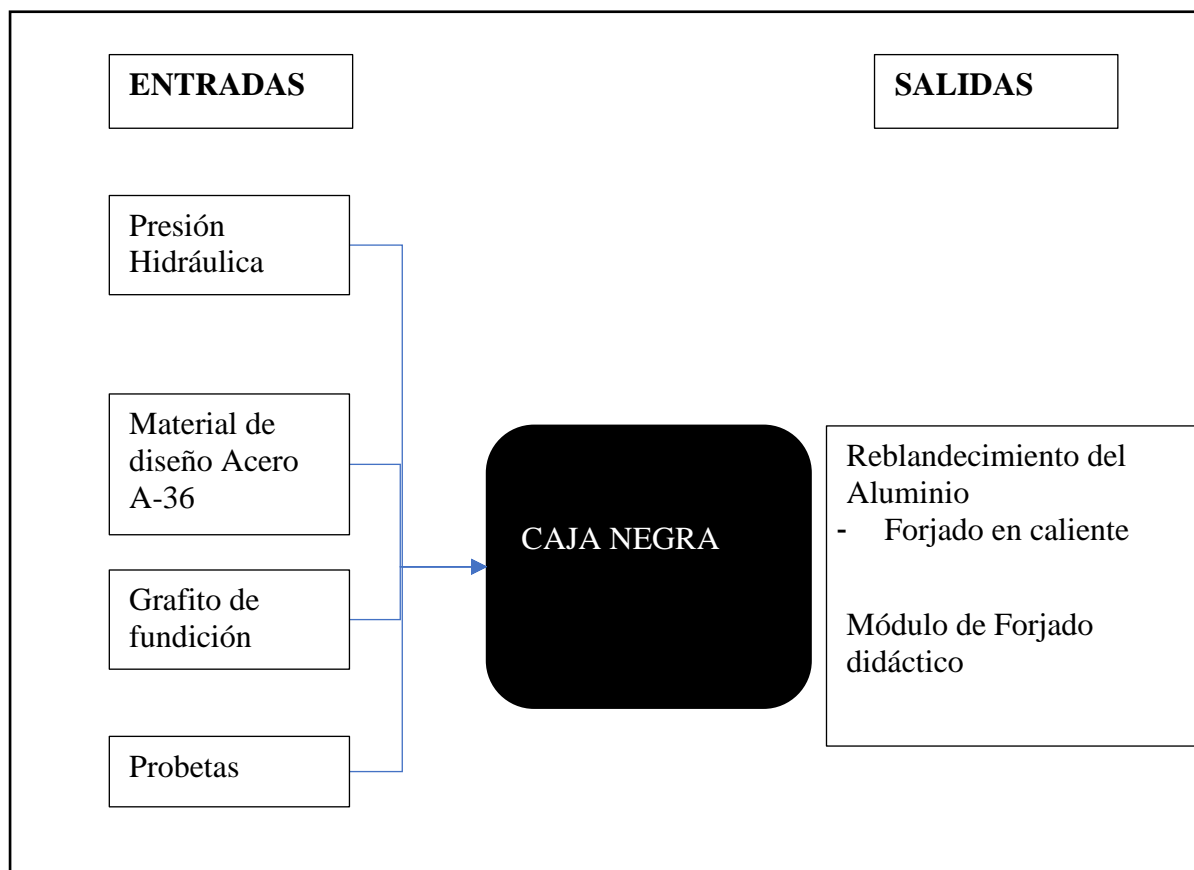 ENTRADAS
SALIDAS
Presión
Hidráulica
Material de
diseño Acero
A-36
Grafito de
fundición
Probetas
CAJA NEGRA
Reblandecimiento del
Aluminio
- Forjado en caliente
Módulo de Forjado
didáctico